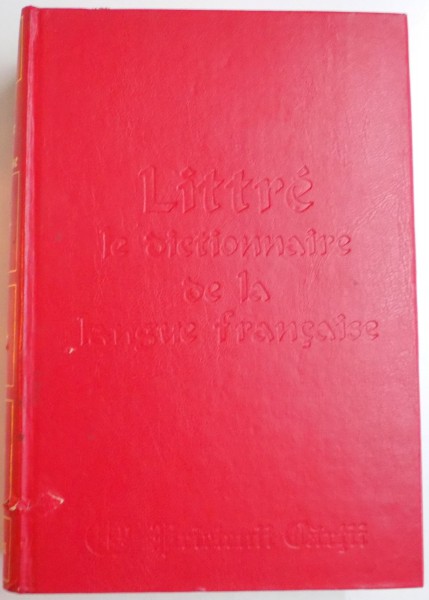 Littré
le dictionnaire
de la
langue française